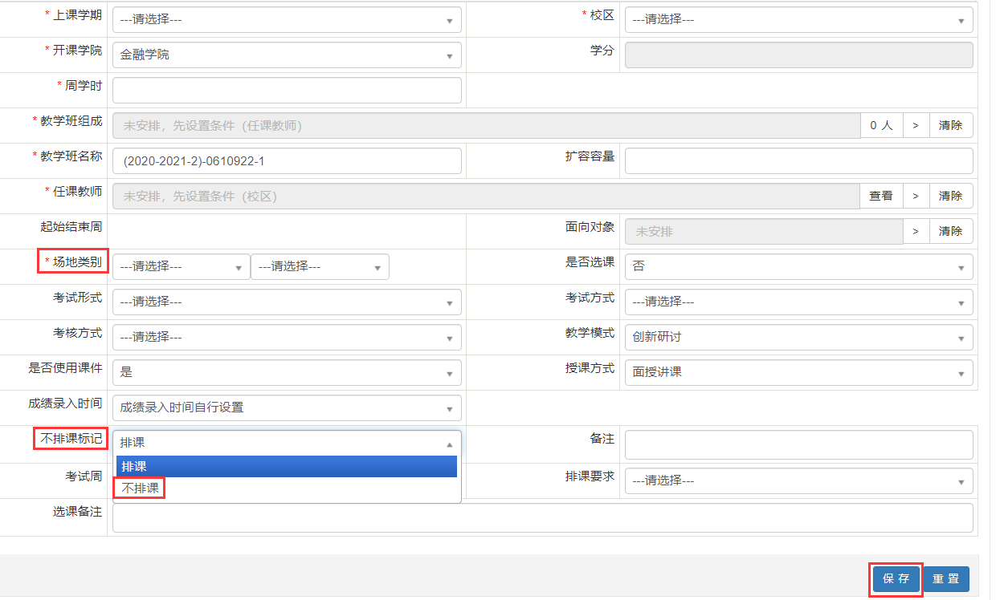 * 上课学期 ---请选择--- * 校区 ---请选择---
* 开课学院 金融学院 学分
* 周学时
* 教学班组成 未安排，先设置条件（任课教师） 0 人 > 清除
* 教学班名称 (2020-2021-2)-0610922-1 扩容容量
* 任课教师 未安排，先设置条件（校区） 查看 > 清除
起始结束周 面向对象 未安排 > 清除
* 场地类别 ---请选择--- ---请选择--- 是否选课 否
考试形式 ---请选择--- 考试方式 ---请选择---
考核方式 ---请选择--- 教学模式 创新研讨
是否使用课件 是 授课方式 面授讲课
成绩录入时间 成绩录入时间自行设置
不排课标记 排课 备注
排课
考试周 不排课 排课要求 ---请选择---
选课备注
保 存 重 置